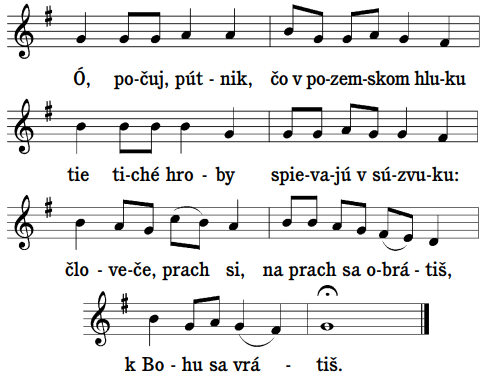 Ó, po-čuj, pút - nik, čo v po-zem-skom hlu-ku
tie ti-ché hro - by spie-va-jú v sú-zvu-ku:
člo - ve-če, prach si, na prach sa o-brá - tiš,
k Bo - hu sa vrá - tiš.